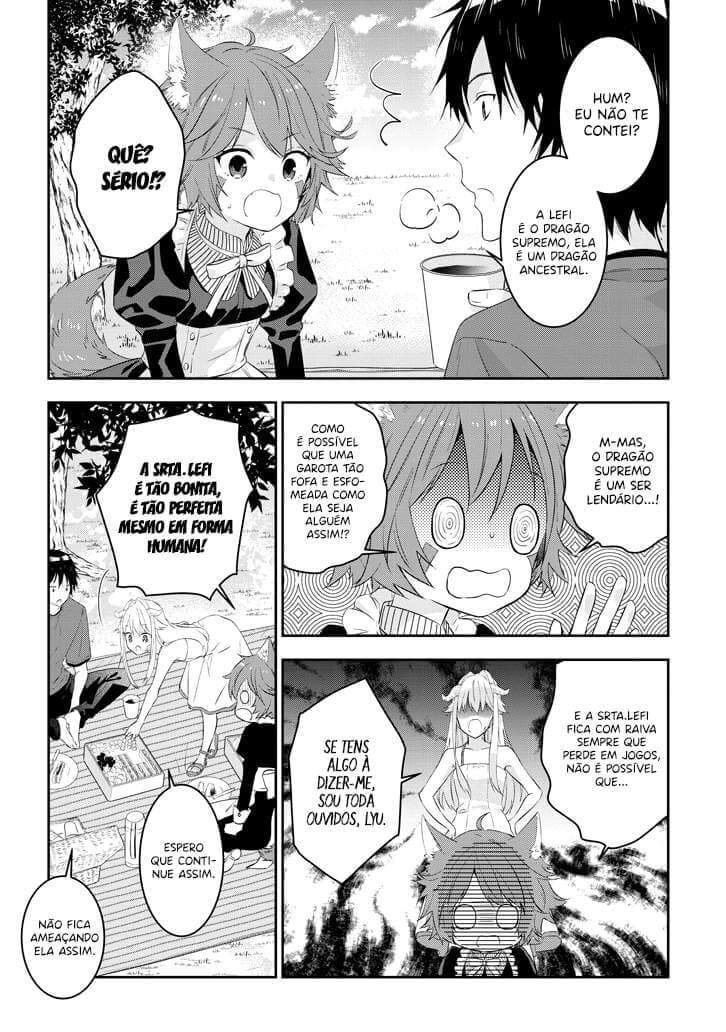 HUM?
EU NÃO TE
CONTEI?
A LEFI
É O DRAGÃO
SUPREMO, ELA
É UM DRAGÃO
ANCESTRAL.
QUÊ?
SÉRIO!?
M-MAS,
O DRAGÃO
SUPREMO
É UM SER
LENDÁRIO...!
COMO
É POSSÍVEL
QUE UMA
GAROTA TÃO
FOFA E ESFO-
MEADA COMO
ELA SEJA
ALGUÉM
ASSIM!?
E A SRTA.LEFI
FICA COM RAIVA
SEMPRE QUE
PERDE EM JOGOS,
NÃO É POSSÍVEL
QUE...
SE TENS
ALGO À
DIZER-ME,
SOU TODA
OUVIDOS, LYU.
A SRTA.LEFI
É TÃO BONITA,
É TÃO PERFEITA
MESMO EM FORMA
HUMANA!
ESPERO
QUE CONTI-
NUE ASSIM.
NÃO FICA
AMEAÇANDO
ELA ASSIM.